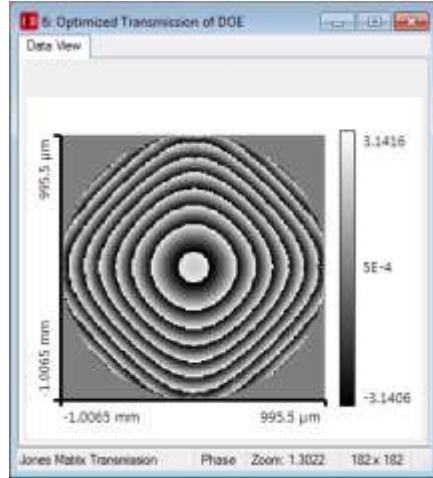 6: Optimized Transmission of DOE
Data View
995.5 µm
3.1416
5E-4
-1.0065 mm
-3.1406
-1.0065 mm
995.5 µm
Jones Matrix Transmission Phase Zoom: 1.3022 182 x 182